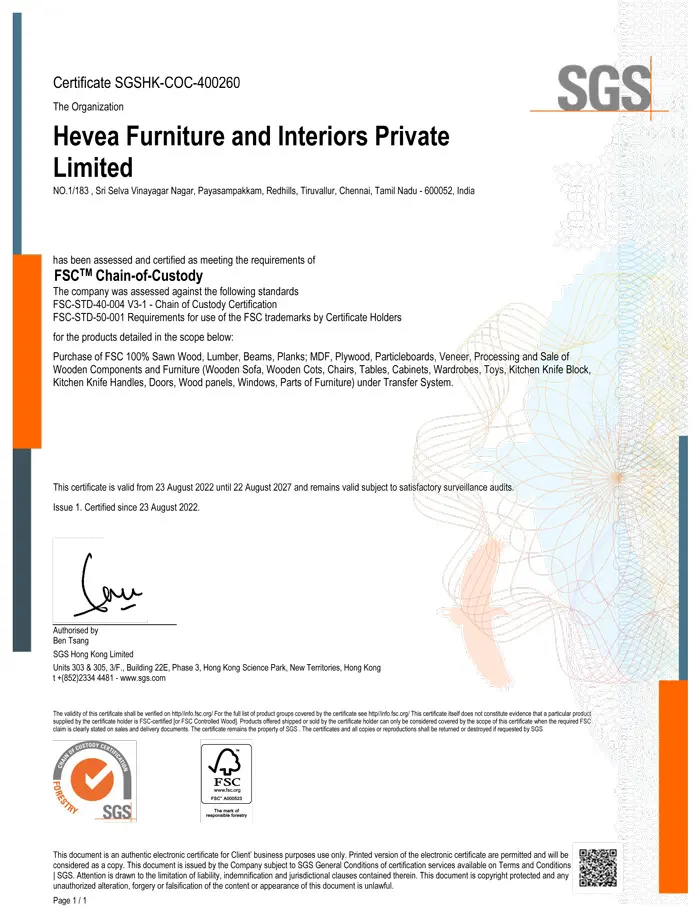 Certificate SGSHK-COC-400260
SGS
The Organization
Hevea Furniture and Interiors Private
Limited
NO.1/183 , Sri Selva Vinayagar Nagar, Payasampakkam, Redhills, Tiruvallur, Chennai, Tamil Nadu - 600052, India
has been assessed and certified as meeting the requirements of
FSC™ Chain-of-Custody
The company was assessed against the following standards
FSC-STD-40-004 V3-1 - Chain of Custody Certification
FSC-STD-50-001 Requirements for use of the FSC trademarks by Certificate Holders
for the products detailed in the scope below:
Purchase of FSC 100% Sawn Wood, Lumber, Beams, Planks; MDF, Plywood, Particleboards, Veneer, Processing and Sale of
Wooden Components and Furniture (Wooden Sofa, Wooden Cots, Chairs, Tables, Cabinets, Wardrobes, Toys, Kitchen Knife Block,
Kitchen Knife Handles, Doors, Wood panels, Windows, Parts of Furniture) under Transfer System.
This certificate is valid from 23 August 2022 until 22 August 2027 and remains valid subject to satisfactory surveillance audits.
Issue 1. Certified since 23 August 2022.
Authorised by
Ben Tsang
SGS Hong Kong Limited
Units 303 & 305, 3/F., Building 22E, Phase 3, Hong Kong Science Park, New Territories, Hong Kong
t +(852)2334 4481 - www.sgs.com
The validity of this certificate shall be verified on http//info.fsc.org/ For the full list of product groups covered by the certificate see http//info.fsc.org/ This certificate itself does not constitute evidence that a particular product
supplied by the certificate holder is FSC-certified [or FSC Controlled Wood]. Products offered shipped or sold by the certificate holder can only be considered covered by the scope of this certificate when the required FSC
claim is clearly stated on sales and delivery documents. The certificate remains the property of SGS . The certificates and all copies or reproductions shall be returned or destroyed if requested by SGS
CHAIN OF CUSTODY CERTIFICATION
FORESTRY
SGS
FSC
www.fsc.org
FSC® A000523
The mark of
responsible forestry
This document is an authentic electronic certificate for Client' business purposes use only. Printed version of the electronic certificate are permitted and will be
considered as a copy. This document is issued by the Company subject to SGS General Conditions of certification services available on Terms and Conditions
| SGS. Attention is drawn to the limitation of liability, indemnification and jurisdictional clauses contained therein. This document is copyright protected and any
unauthorized alteration, forgery or falsification of the content or appearance of this document is unlawful.
Page 1 / 1